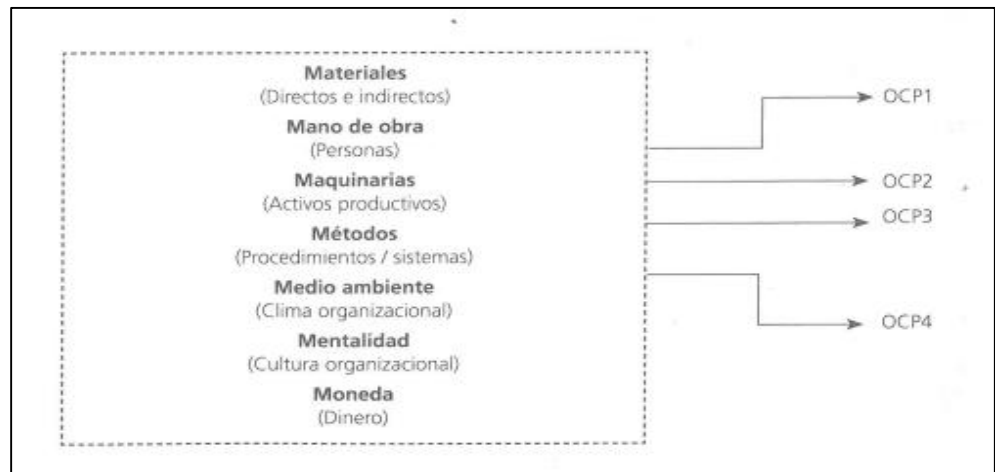 Materiales
(Directos e indirectos)
Mano de obra
(Personas)
Maquinarias
(Activos productivos)
Métodos
(Procedimientos / sistemas)
Medio ambiente
(Clima organizacional)
Mentalidad
(Cultura organizacional)
Moneda
(Dinero)
OCP1
OCP2
OCP3
OCP4